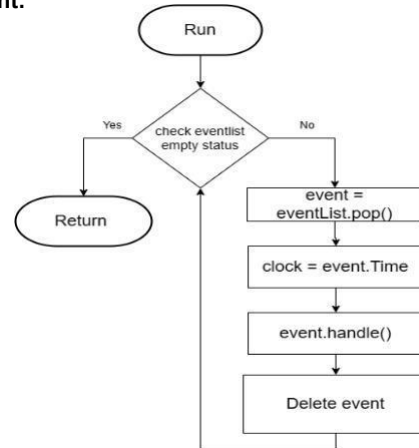 nt.
Run
Yes
check eventlist
empty status
No
event =
eventList.pop()
Return
clock = event.Time
event.handle()
Delete event